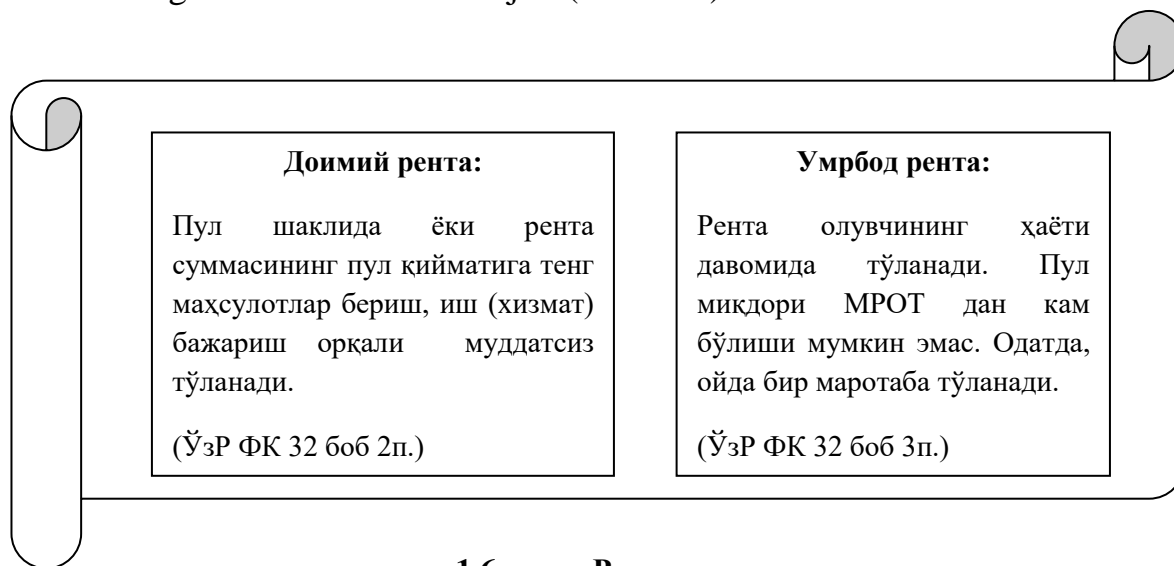 Доимий рента:
Пул шаклида ёки рента
суммасининг пул қийматига тенг
маҳсулотлар бериш, иш (хизмат)
бажариш орқали муддатсиз
тўланади.
(ЎзР ФК 32 боб 2п.)
Умрбод рента:
Рента олувчининг ҳаёти
давомида тўланади. Пул
миқдори МРОТ дан кам
бўлиши мумкин эмас. Одатда,
ойда бир маротаба тўланади.
(ЎзР ФК 32 боб 3п.)